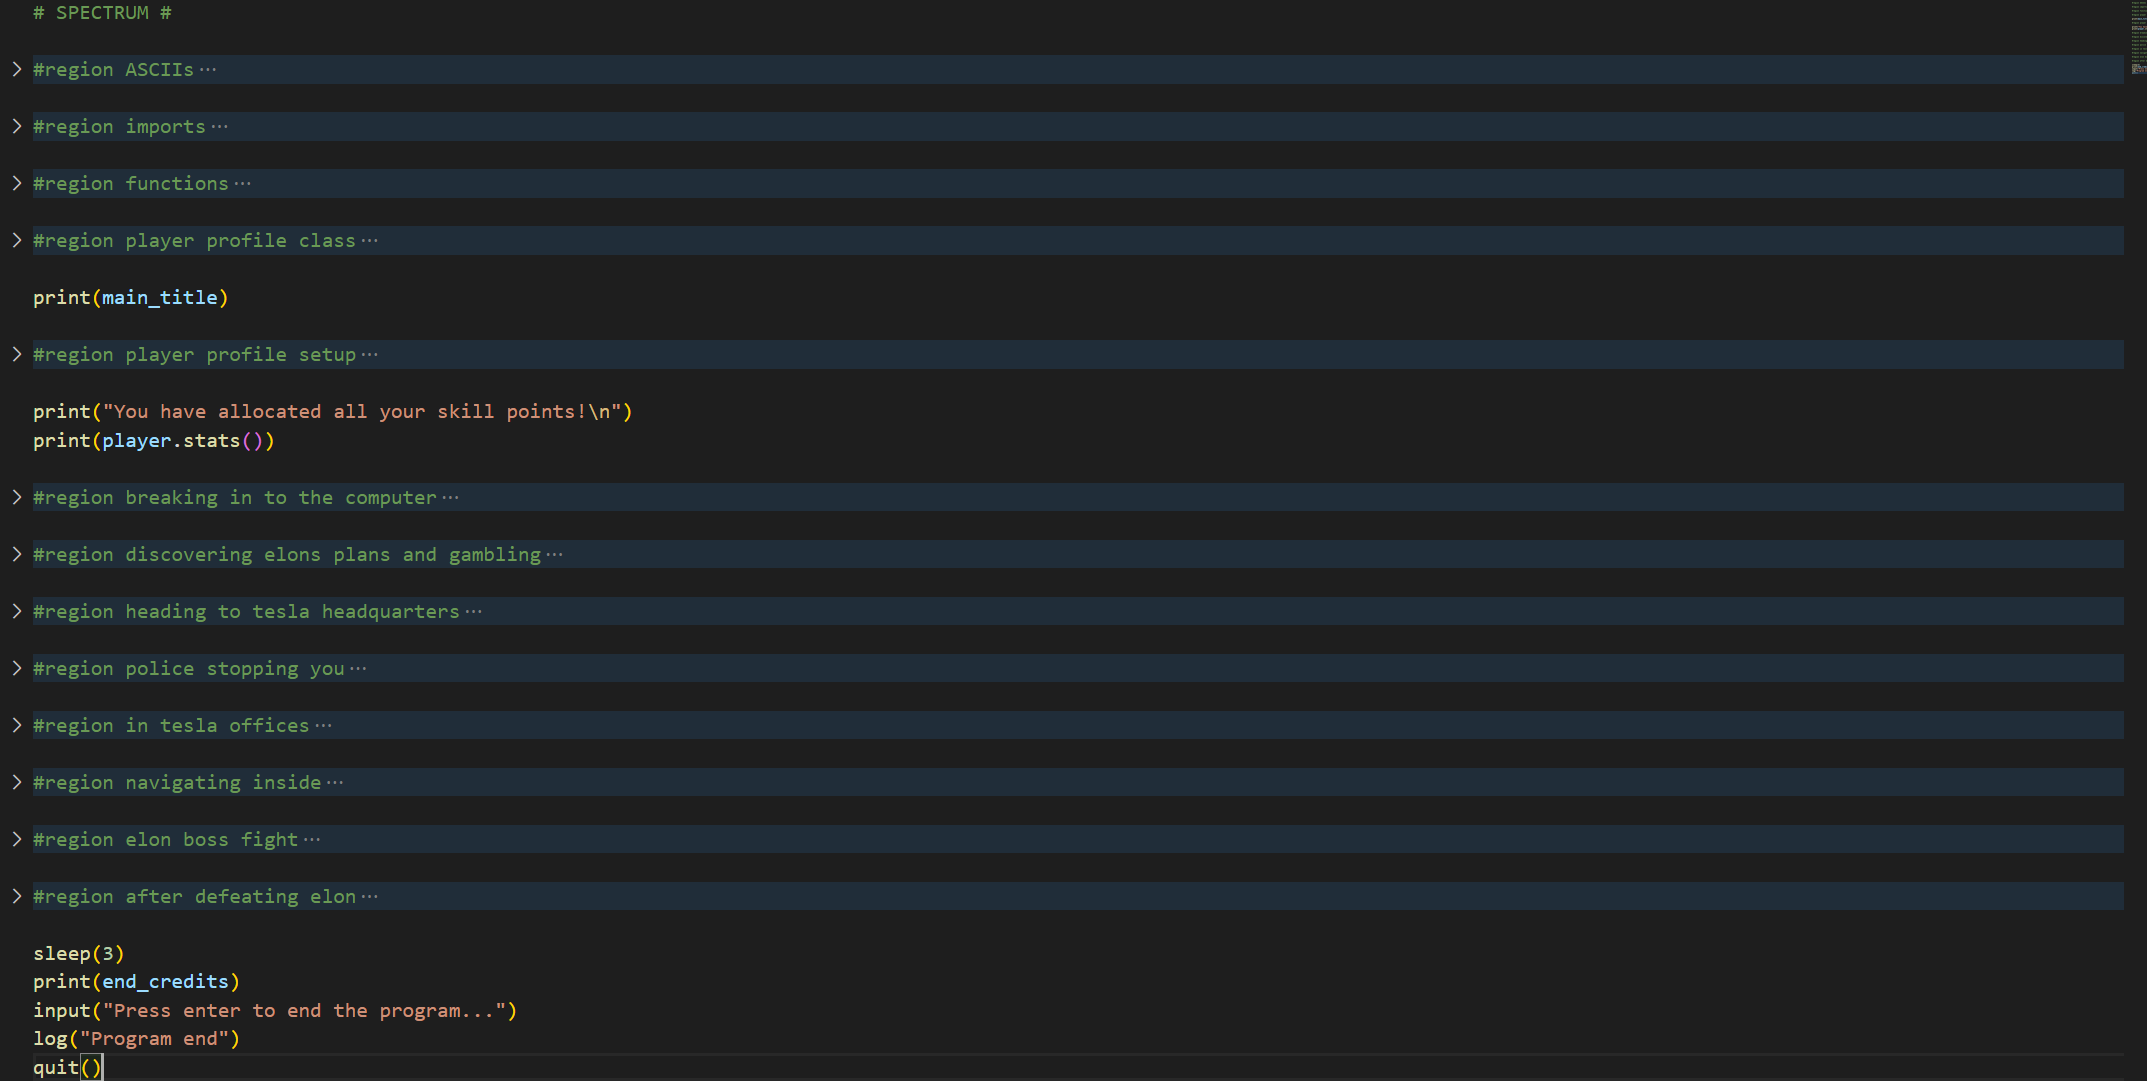 # SPECTRUM #
#region ASCIIs···
#region imports···
#region functions···
#region player profile class···
print(main_title)
#region player profile setup···
print("You have allocated all your skill points!\n")
print(player.stats())
#region breaking in to the computer···
#region discovering elons plans and gambling···
#region heading to tesla headquarters···
#region police stopping you···
#region in tesla offices···
#region navigating inside···
#region elon boss fight···
#region after defeating elon···
sleep(3)
print(end_credits)
input("Press enter to end the program...")
log("Program end")
quit()